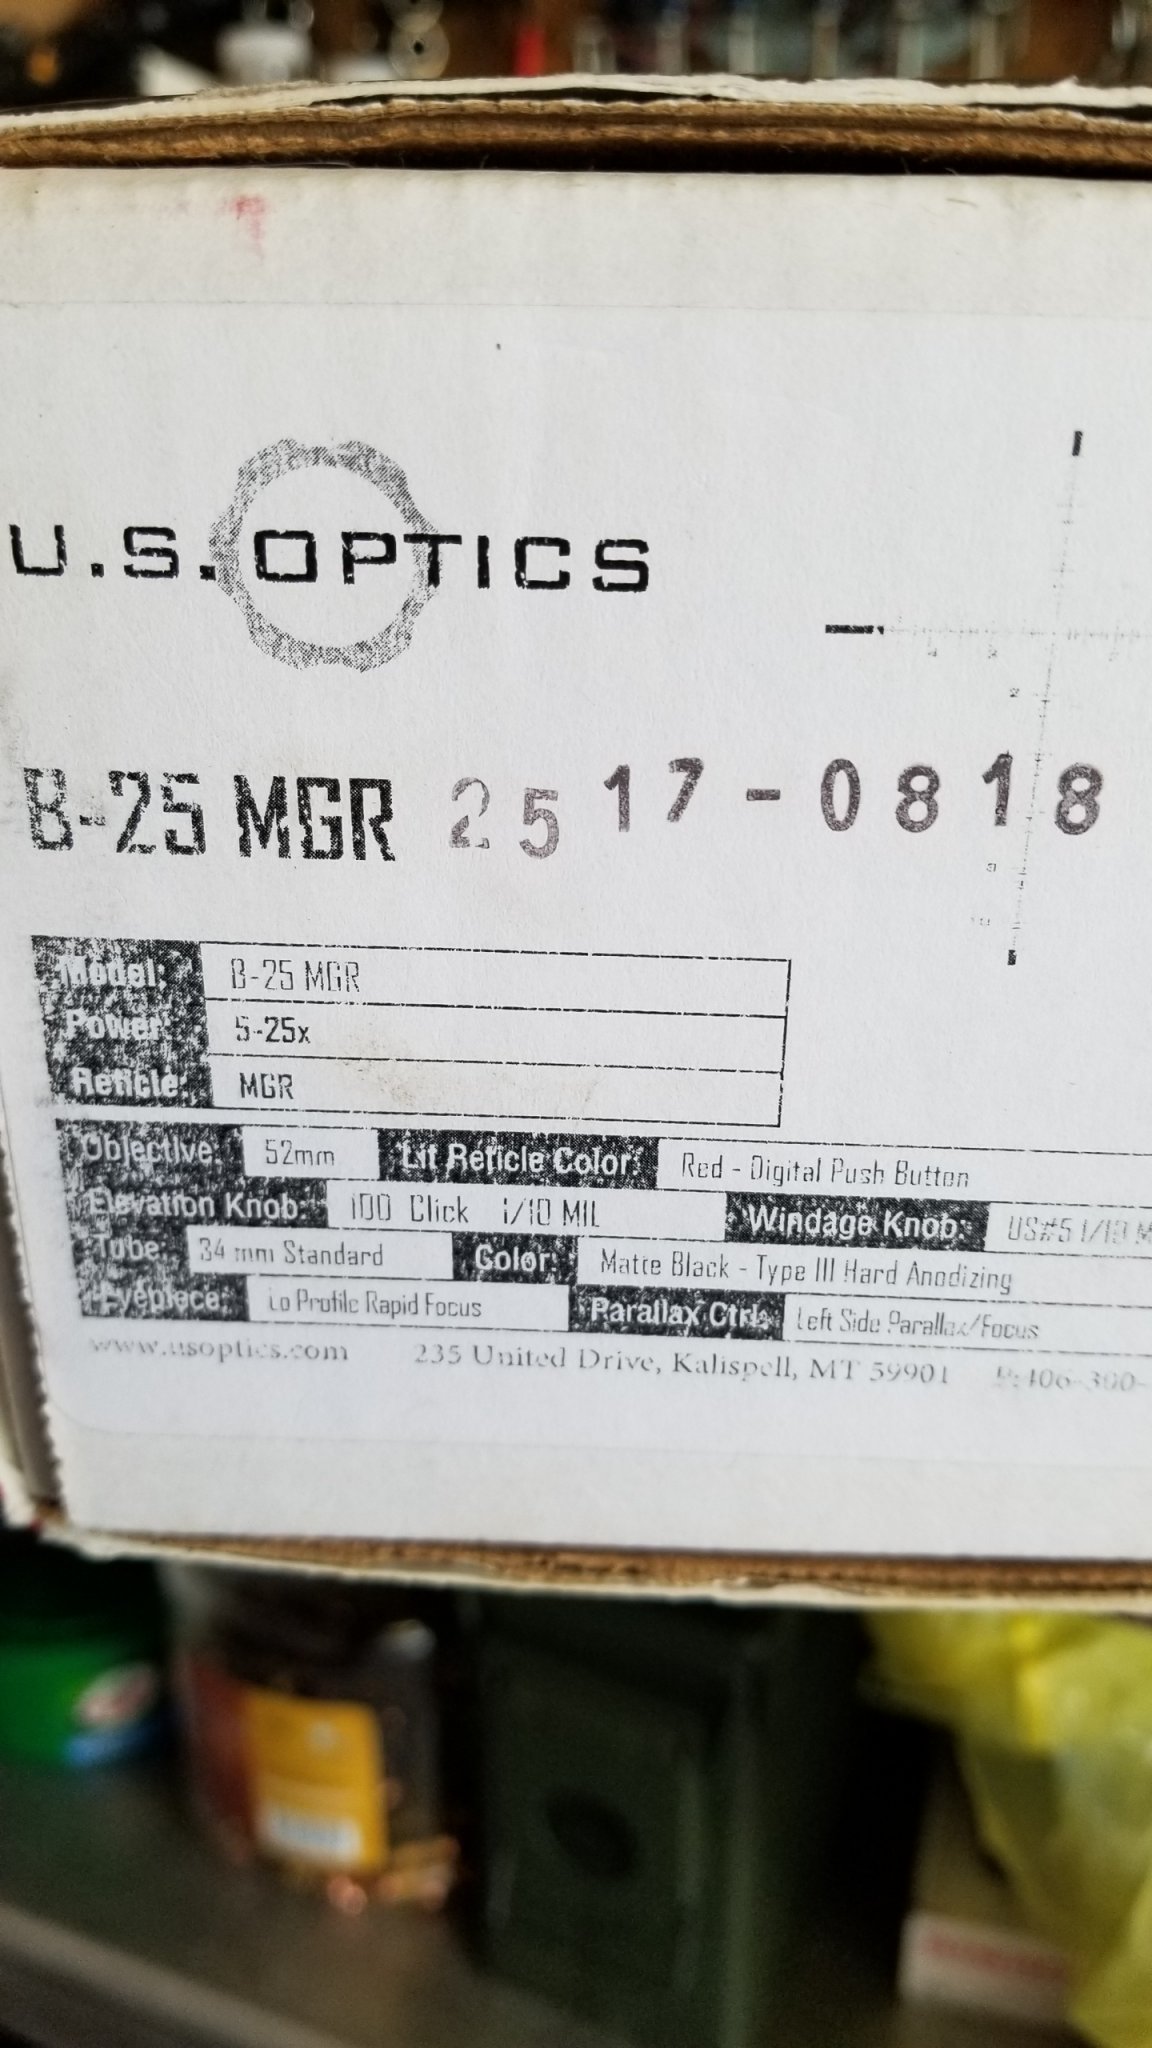 U.S. OPTICS
B-25 MGR 2517-0818
Model: B-25 MGR
Power: 5-25x
Reticle: MGR
Objective: 52mm Lit Reticle Color: Red - Digital Push Button
Elevation Knob: 100 Click 1/10 MIL Windage Knob: US#5 1/10 M
Tube: 34 mm Standard Color: Matte Black - Type III Hard Anodizing
Eyepiece: Lo Profile Rapid Focus Parallax Ctrl: Left Side Parallax/Focus
www.usoptics.com 235 United Drive, Kalispell, MT 59901 P: 406-300-